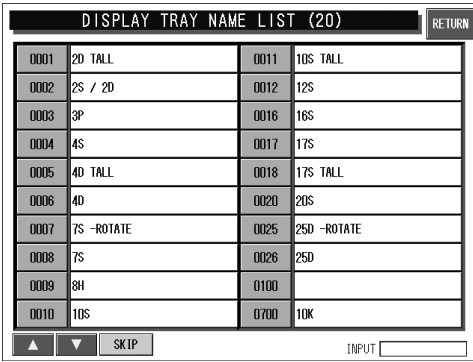 DISPLAY TRAY NAME LIST (20)
RETURN
0001 2D TALL 0011 10S TALL
0002 2S / 2D 0012 12S
0003 3P 0016 16S
0004 4S 0017 17S
0005 4D TALL 0018 17S TALL
0006 4D 0020 20S
0007 7S -ROTATE 0025 25D -ROTATE
0008 7S 0026 25D
0009 8H 0100
0010 10S 0700 10K
▲ ▼ SKIP INPUT